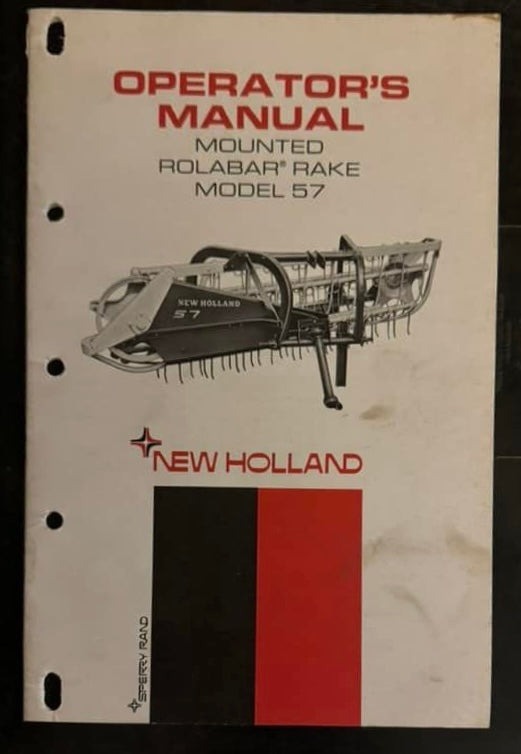 OPERATOR'S
MANUAL
MOUNTED
ROLABAR® RAKE
MODEL 57
NEW HOLLAND
57
NEW HOLLAND
SPERRY RAND